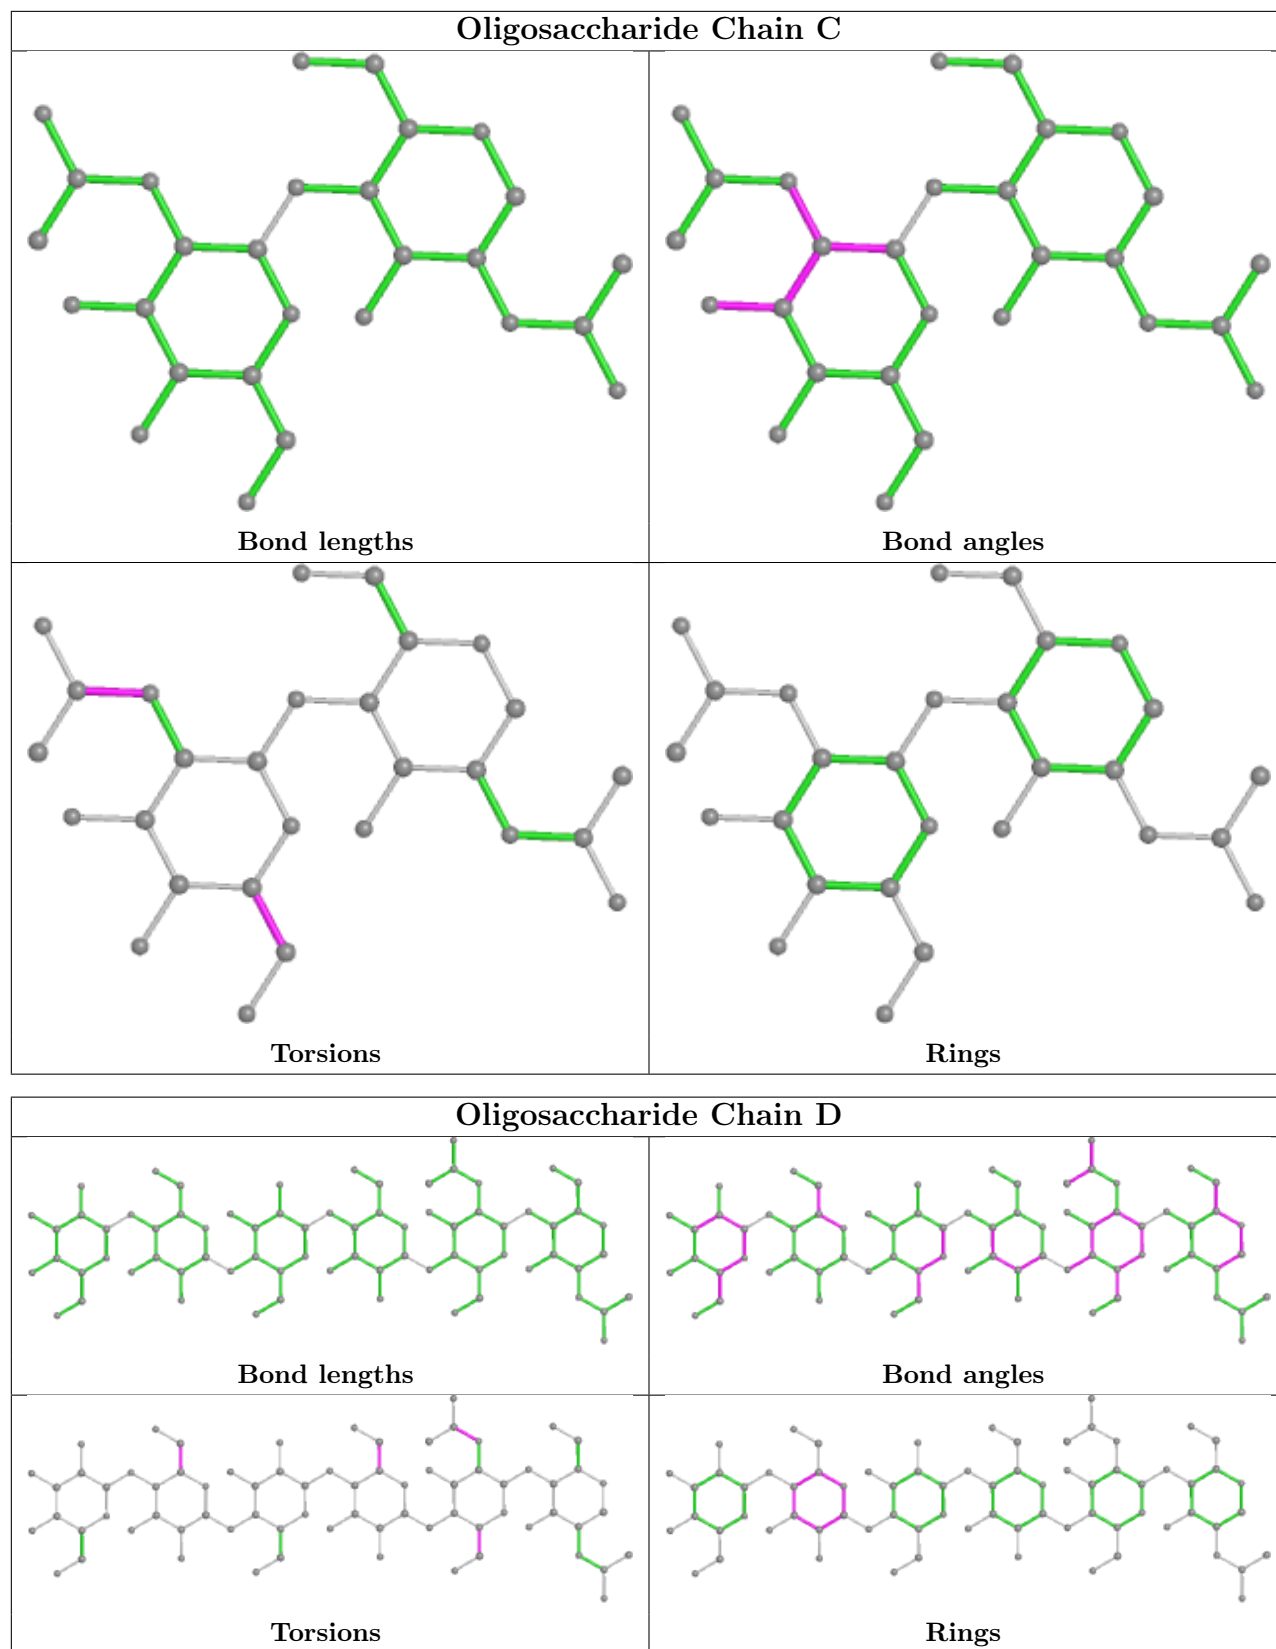 Oligosaccharide Chain C
Bond lengths
Bond angles
Torsions
Rings
Oligosaccharide Chain D
Bond lengths
Bond angles
Torsions
Rings